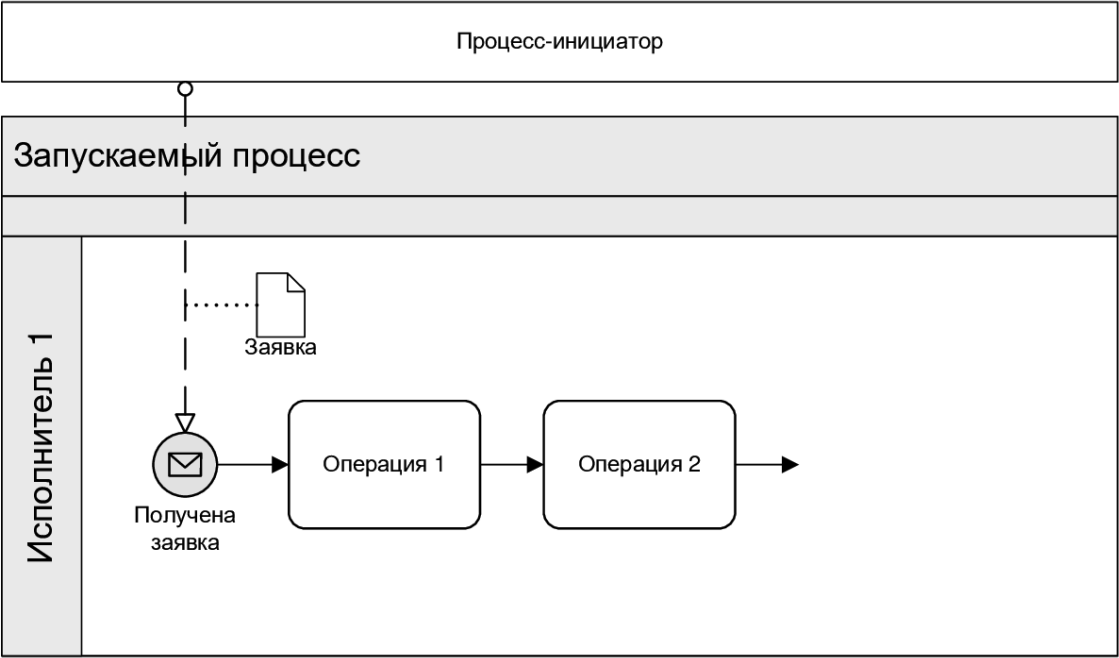 Процесс-инициатор
Запускаемый процесс
Исполнитель 1
Заявка
Операция 1
Операция 2
Получена
заявка